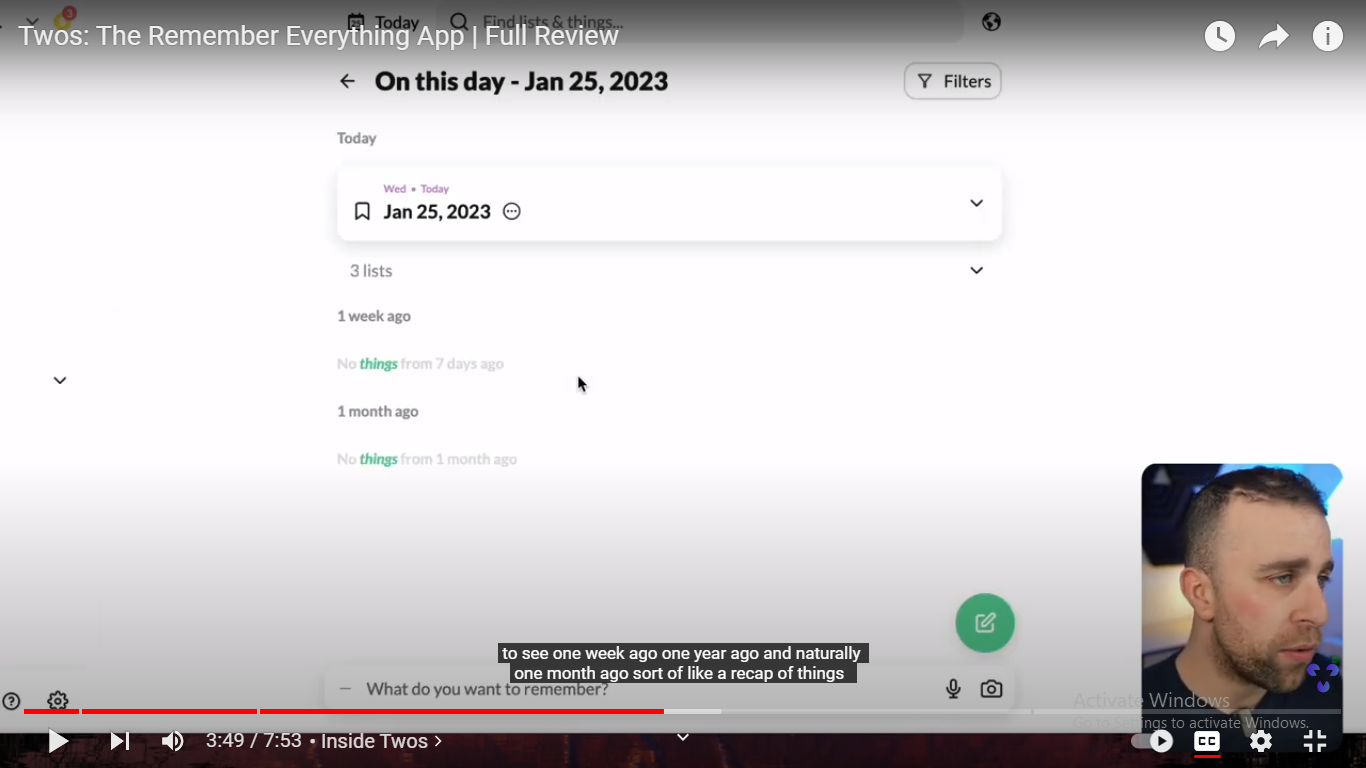 3
Today
Find lists & things...
Twos: The Remember Everything App | Full Review
On this day - Jan 25, 2023
Filters
Today
Wed • Today
Jan 25, 2023
3 lists
1 week ago
No things from 7 days ago
1 month ago
No things from 1 month ago
to see one week ago one year ago and naturally
one month ago sort of like a recap of things
What do you want to remember?
Activate Windows
Go to Settings to activate Windows.
3:49 / 7:53 • Inside Twos >
CC